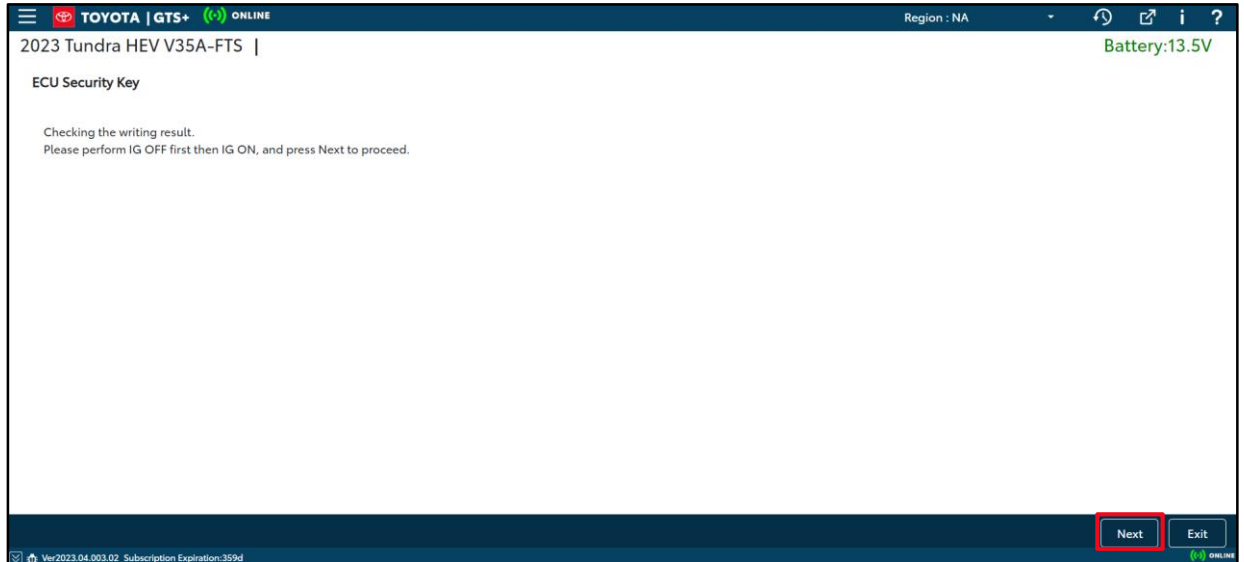 TOYOTA | GTS+ ONLINE Region : NA i ?
2023 Tundra HEV V35A-FTS | Battery:13.5V
ECU Security Key
Checking the writing result.
Please perform IG OFF first then IG ON, and press Next to proceed.
Next Exit
Ver2023.04.003.02 Subscription Expiration:359d ONLINE